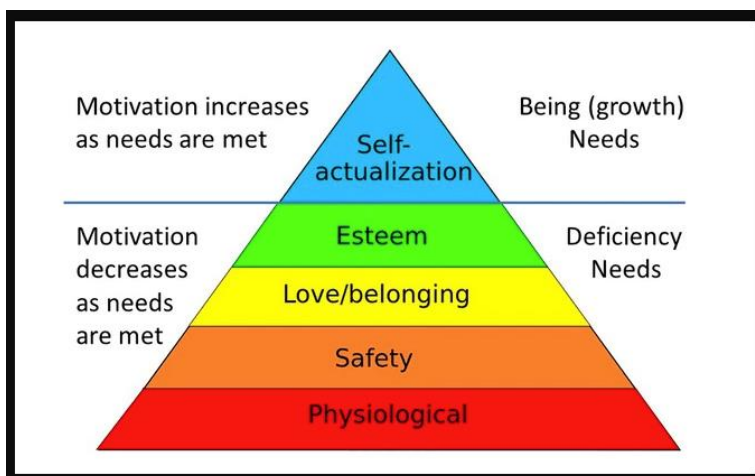 Motivation increases
as needs are met
Being (growth)
Needs
Self-
actualization
Motivation
decreases
as needs
are met
Esteem
Deficiency
Needs
Love/belonging
Safety
Physiological